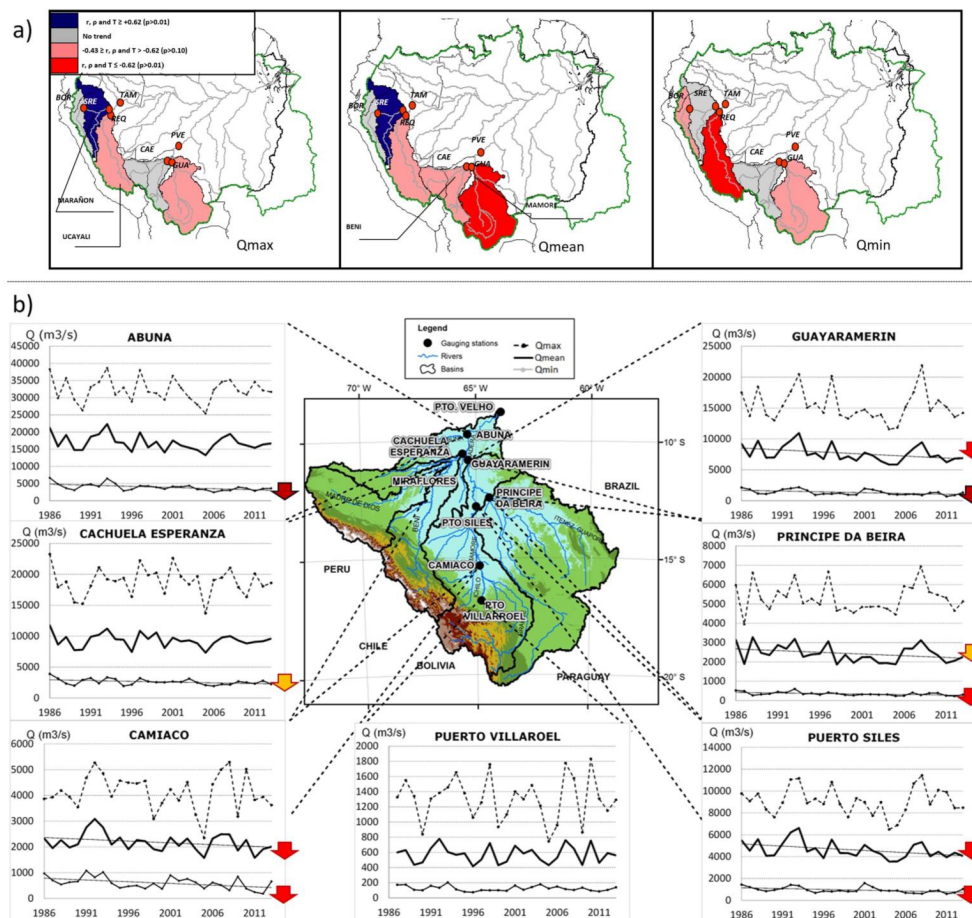 a)
r, ρ and T ≥ +0.62 (p>0.01)
No trend
-0.43 ≥ r, ρ and T > -0.62 (p>0.10)
r, ρ and T ≤ -0.62 (p>0.01)
BOR
SRE
TAM
REQ
PVE
CAE
GUA
MARAÑON
UCAYALI
Qmax
BOR
SRE
TAM
REQ
PVE
CAE
GUA
MAMORE
BENI
Qmean
BOR
SRE
TAM
REQ
PVE
CAE
GUA
Qmin
b)
Q (m3/s)
ABUNA
45000
40000
35000
30000
25000
20000
15000
10000
5000
0
1986 1991 1996 2001 2006 2011
CACHUELA ESPERANZA
Q (m3/s)
25000
20000
15000
10000
5000
0
1986 1991 1996 2001 2006 2011
Q (m3/s)
CAMIACO
6000
5000
4000
3000
2000
1000
0
1986 1991 1996 2001 2006 2011
Legend
Gauging stations
Rivers
Basins
Qmax
Qmean
Qmin
70° W 65° W 60° W
PTO. VELHO
ABUNA
10° S
CACHUELA
ESPERANZA
GUAYARAMERIN
MIRAFLORES
BRAZIL
PRINCIPE
DA BEIRA
MADRE DE DIOS
BENI
ITENEZ-GUAPORE
PTO SILES
MAMORE
15° S
PERU
CAMIACO
PTO
VILLARROEL
CHILE
BOLIVIA
PARAGUAY
20° S
Q (m3/s)
PUERTO VILLAROEL
1800
1600
1400
1200
1000
800
600
400
200
0
1986 1991 1996 2001 2006 2011
Q (m3/s)
GUAYARAMERIN
25000
20000
15000
10000
5000
0
1986 1991 1996 2001 2006 2011
Q (m3/s)
PRINCIPE DA BEIRA
8000
7000
6000
5000
4000
3000
2000
1000
0
1986 1991 1996 2001 2006 2011
Q (m3/s)
PUERTO SILES
14000
12000
10000
8000
6000
4000
2000
0
1986 1991 1996 2001 2006 2011